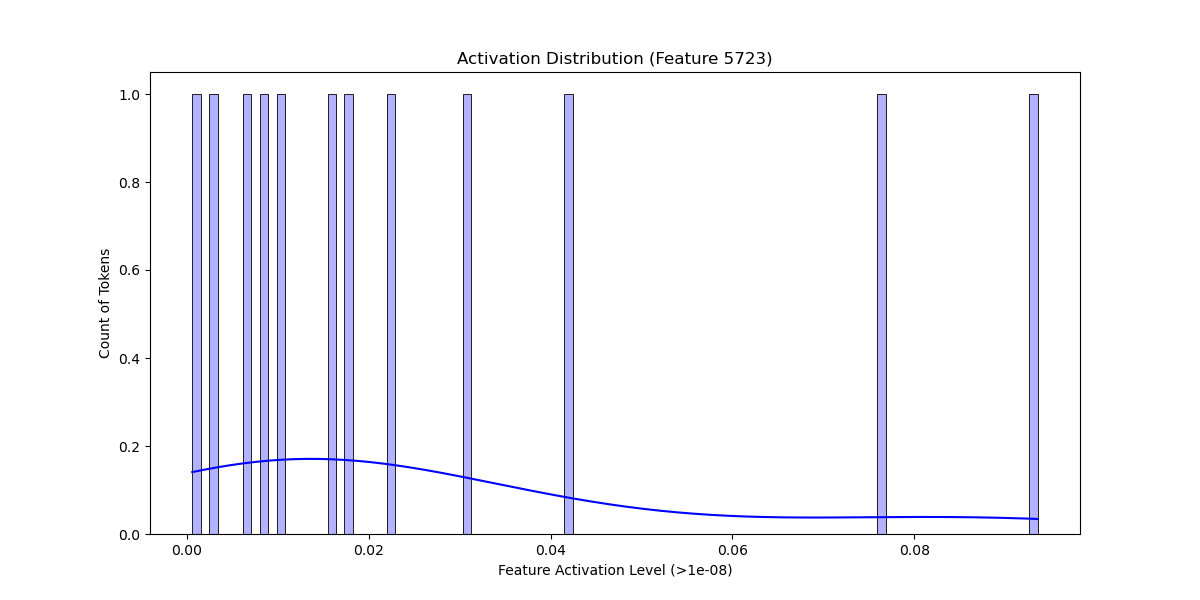 Activation Distribution (Feature 5723)
1.0
0.8
0.6
0.4
0.2
0.0
Count of Tokens
0.00 0.02 0.04 0.06 0.08
Feature Activation Level (>1e-08)